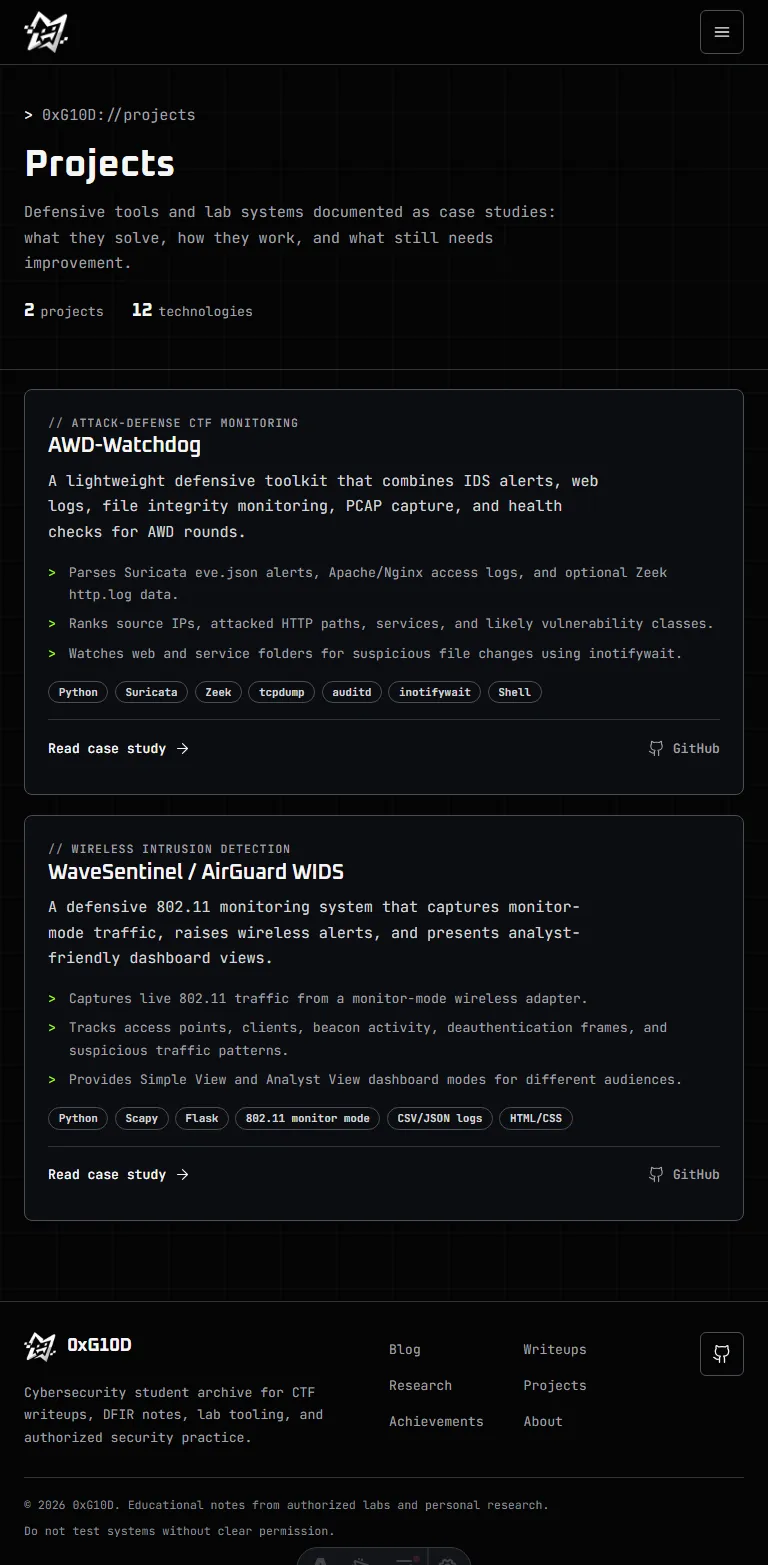 > 0xG10D://projects
Projects
Defensive tools and lab systems documented as case studies:
what they solve, how they work, and what still needs
improvement.
2 projects 12 technologies
// ATTACK-DEFENSE CTF MONITORING
AWD-Watchdog
A lightweight defensive toolkit that combines IDS alerts, web
logs, file integrity monitoring, PCAP capture, and health
checks for AWD rounds.
> Parses Suricata eve.json alerts, Apache/Nginx access logs, and optional Zeek
http.log data.
> Ranks source IPs, attacked HTTP paths, services, and likely vulnerability classes.
> Watches web and service folders for suspicious file changes using inotifywait.
Python Suricata Zeek tcpdump auditd inotifywait Shell
Read case study → GitHub
// WIRELESS INTRUSION DETECTION
WaveSentinel / AirGuard WIDS
A defensive 802.11 monitoring system that captures monitor-
mode traffic, raises wireless alerts, and presents analyst-
friendly dashboard views.
> Captures live 802.11 traffic from a monitor-mode wireless adapter.
> Tracks access points, clients, beacon activity, deauthentication frames, and
suspicious traffic patterns.
> Provides Simple View and Analyst View dashboard modes for different audiences.
Python Scapy Flask 802.11 monitor mode CSV/JSON logs HTML/CSS
Read case study → GitHub
0xG10D
Cybersecurity student archive for CTF
writeups, DFIR notes, lab tooling, and
authorized security practice.
Blog Writeups
Research Projects
Achievements About
© 2026 0xG10D. Educational notes from authorized labs and personal research.
Do not test systems without clear permission.